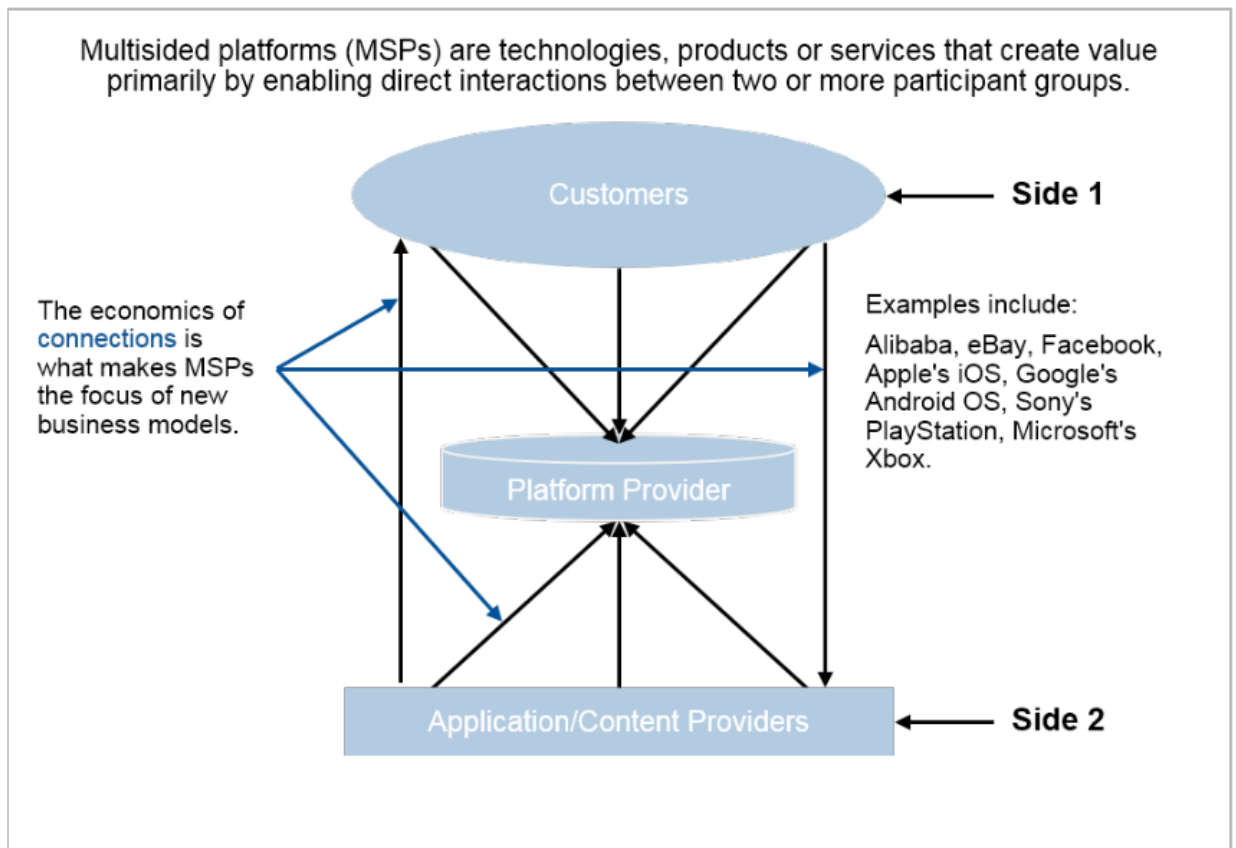 Multisided platforms (MSPs) are technologies, products or services that create value
primarily by enabling direct interactions between two or more participant groups.
Customers
Side 1
The economics of
connections is
what makes MSPs
the focus of new
business models.
Examples include:
Alibaba, eBay, Facebook,
Apple's iOS, Google's
Android OS, Sony's
PlayStation, Microsoft's
Xbox.
Platform Provider
Application/Content Providers
Side 2